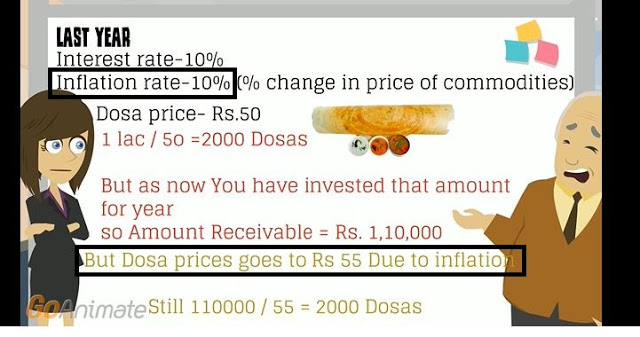 LAST YEAR
Interest rate-10%
Inflation rate-10% (% change in price of commodities)
Dosa price- Rs.50
1 lac / 5o =2000 Dosas
But as now You have invested that amount
for year
so Amount Receivable = Rs. 1,10,000
But Dosa prices goes to Rs 55 Due to inflation
Still 110000 / 55 = 2000 Dosas
GoAnimate